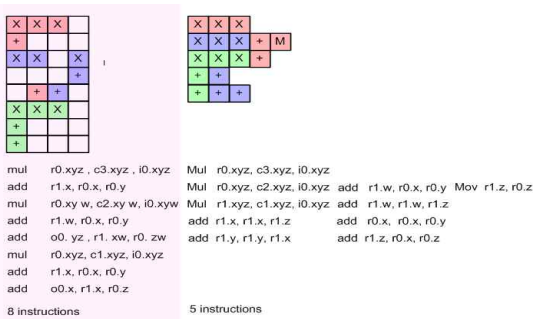 X X X
+
X X X
+
+ +
X X X
+
+
X X X
X X X + M
X X X +
+ +
+ + +
mul r0.xyz , c3.xyz , i0.xyz
add r1.x, r0.x, r0.y
mul r0.xy w, c2.xy w, i0.xyw
add r1.w, r0.x, r0.y
add o0. yz , r1. xw, r0. zw
mul r0.xyz, c1.xyz, i0.xyz
add r1.x, r0.x, r0.y
add o0.x, r1.x, r0.z
8 instructions
Mul r0.xyz, c3.xyz, i0.xyz
Mul r0.xyz, c2.xyz, i0.xyz add r1.w, r0.x, r0.y Mov r1.z, r0.z
Mul r1.xyz, c1.xyz, i0.xyz add r1.w, r1.w, r1.z
add r1.x, r1.x, r1.z add r0.x, r0.x, r0.y
add r1.y, r1.y, r1.x add r1.z, r0.x, r0.z
5 instructions